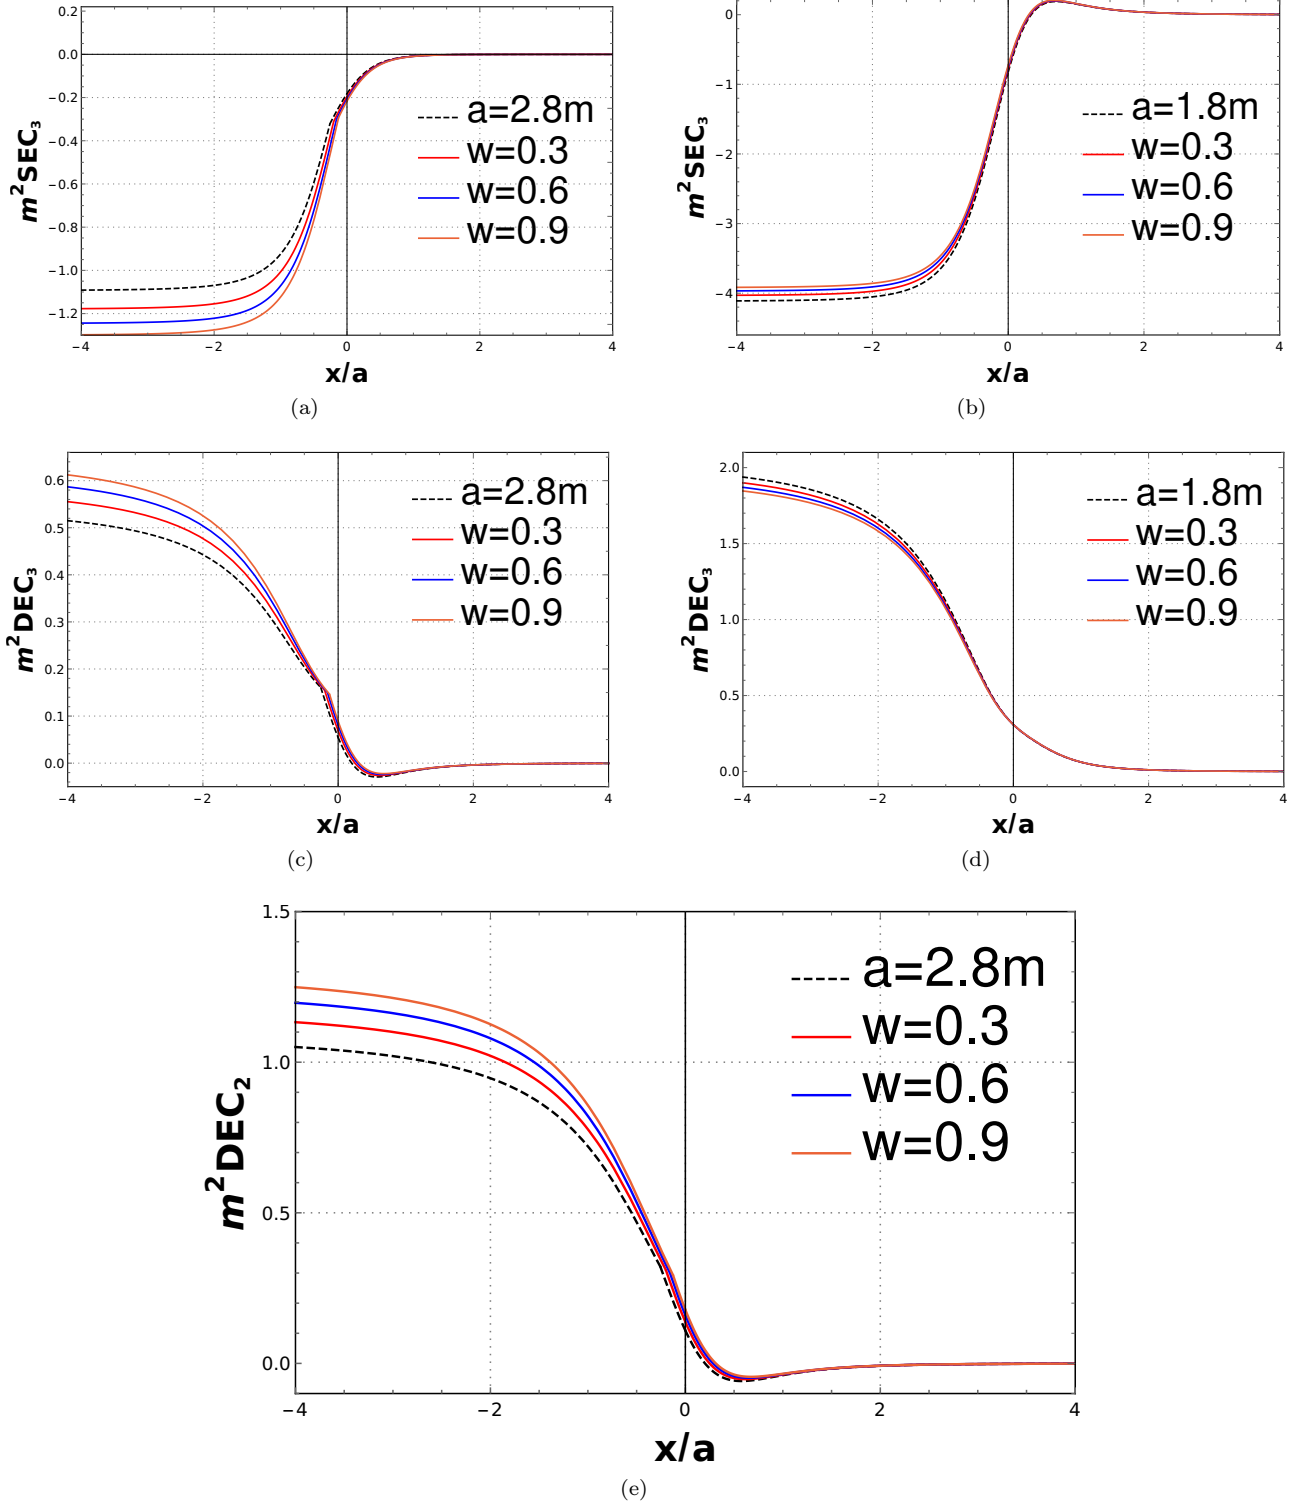 0.2
0.0
−0.2
−0.4
−0.6
−0.8
−1.0
−1.2
−4
−2
0
2
4
m²SEC₃
x/a
a=2.8m
w=0.3
w=0.6
w=0.9
(a)
0
−1
−2
−3
−4
−4
−2
0
2
4
m²SEC₃
x/a
a=1.8m
w=0.3
w=0.6
w=0.9
(b)
0.6
0.5
0.4
0.3
0.2
0.1
0.0
−4
−2
0
2
4
m²DEC₃
x/a
a=2.8m
w=0.3
w=0.6
w=0.9
(c)
2.0
1.5
1.0
0.5
0.0
−4
−2
0
2
4
m²DEC₃
x/a
a=1.8m
w=0.3
w=0.6
w=0.9
(d)
1.5
1.0
0.5
0.0
−4
−2
0
2
4
m²DEC₂
x/a
a=2.8m
w=0.3
w=0.6
w=0.9
(e)